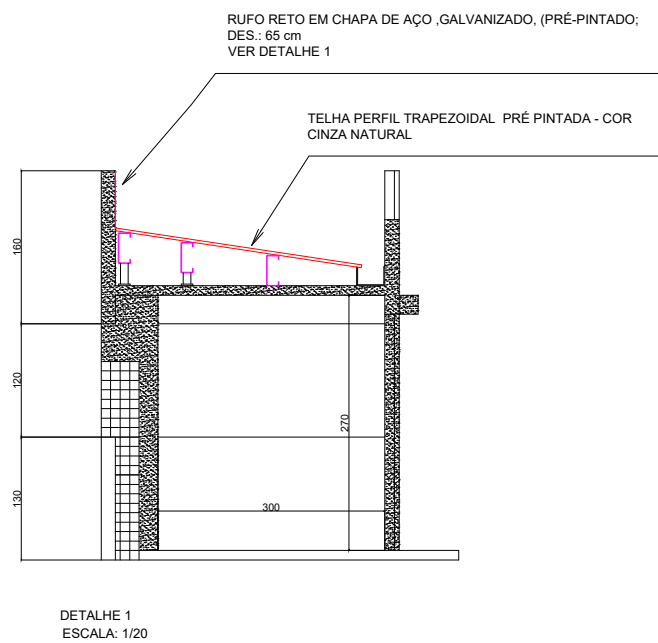 RUFO RETO EM CHAPA DE AÇO ,GALVANIZADO, (PRÉ-PINTADO;
DES.: 65 cm
VER DETALHE 1
TELHA PERFIL TRAPEZOIDAL PRÉ PINTADA - COR
CINZA NATURAL
160
120
270
130
300
DETALHE 1
ESCALA: 1/20